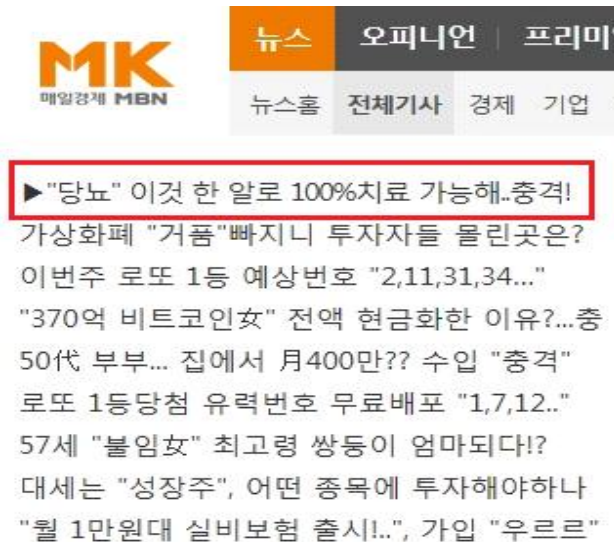 MK
매일경제 MBN
뉴스 오피니언 | 프리미
뉴스홈 전체기사 경제 기업
▶"당뇨" 이것 한 알로 100%치료 가능해..충격!
가상화폐 "거품"빠지니 투자자들 몰린곳은?
이번주 로또 1등 예상번호 "2,11,31,34..."
"370억 비트코인女" 전액 현금화한 이유?...충
50代 부부... 집에서 月400만?? 수입 "충격"
로또 1등당첨 유력번호 무료배포 "1,7,12.."
57세 "불임女" 최고령 쌍둥이 엄마되다!?
대세는 "성장주", 어떤 종목에 투자해야하나
"월 1만원대 실비보험 출시!..", 가입 "우르르"